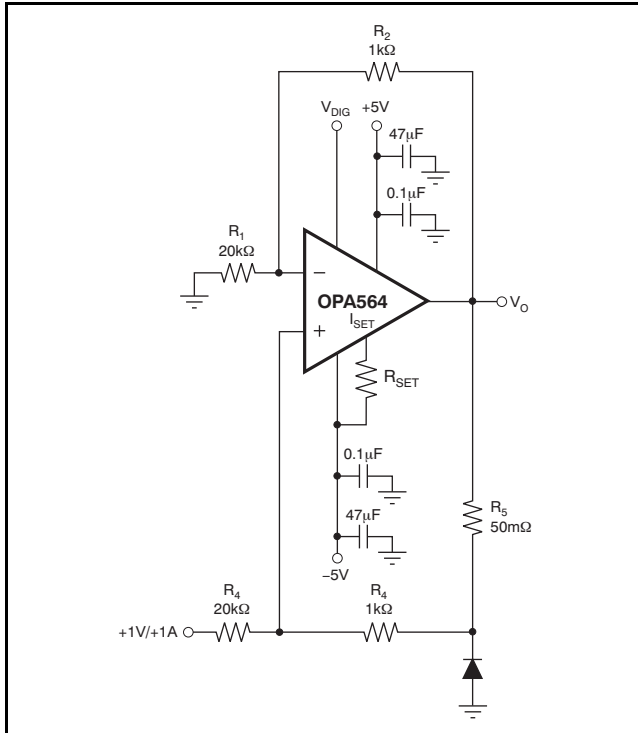 R2
1kΩ
VDIG
+5V
47µF
0.1µF
R1
20kΩ
−
OPA564
ISET
+
VO
RSET
0.1µF
R5
50mΩ
47µF
−5V
R4
20kΩ
R4
1kΩ
+1V/+1A